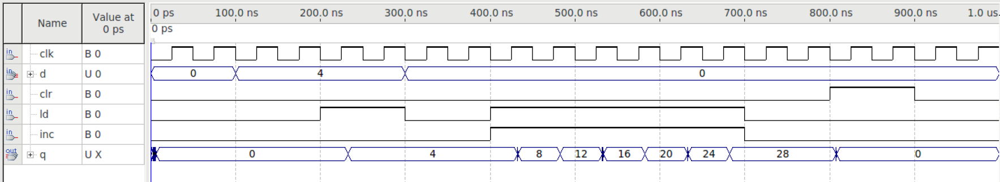 Name Value at 0 ps 0 ps 100.0 ns 200.0 ns 300.0 ns 400.0 ns 500.0 ns 600.0 ns 700.0 ns 800.0 ns 900.0 ns 1.0 us
0 ps
in clk B 0
in d U 0 0 4 0
in clr B 0
in ld B 0
in inc B 0
out q U X 0 4 8 12 16 20 24 28 0